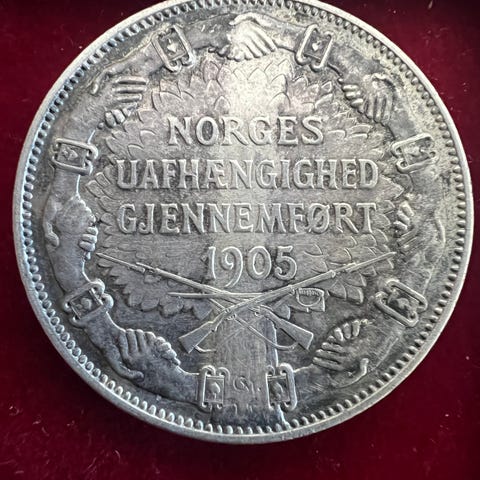 NORGES
UAFHÆNGIGHED
GJENNEMFØRT
1905